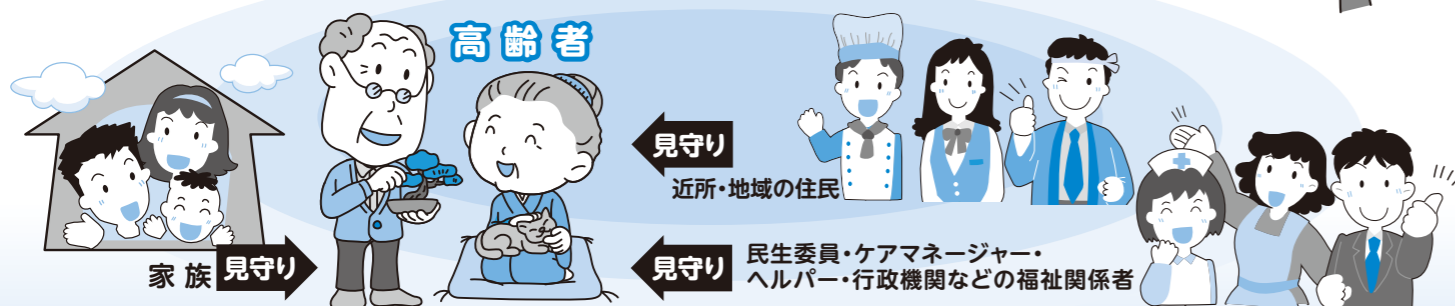 高齢者
見守り
近所・地域の住民
家族
見守り
見守り
民生委員・ケアマネージャー・
ヘルパー・行政機関などの福祉関係者